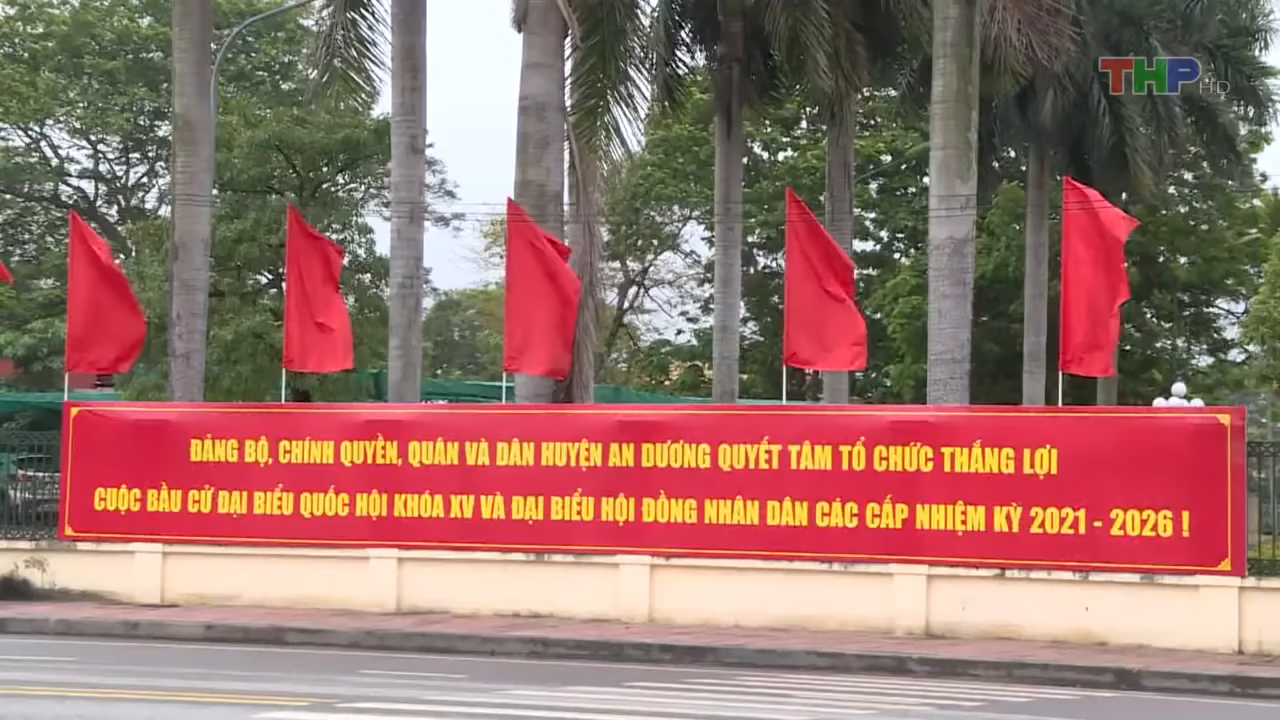 THP HD
ĐẢNG BỘ, CHÍNH QUYỀN, QUÂN VÀ DÂN HUYỆN AN DƯƠNG QUYẾT TÂM TỔ CHỨC THẮNG LỢI
CUỘC BẦU CỬ ĐẠI BIỂU QUỐC HỘI KHÓA XV VÀ ĐẠI BIỂU HỘI ĐỒNG NHÂN DÂN CÁC CẤP NHIỆM KỲ 2021 - 2026 !